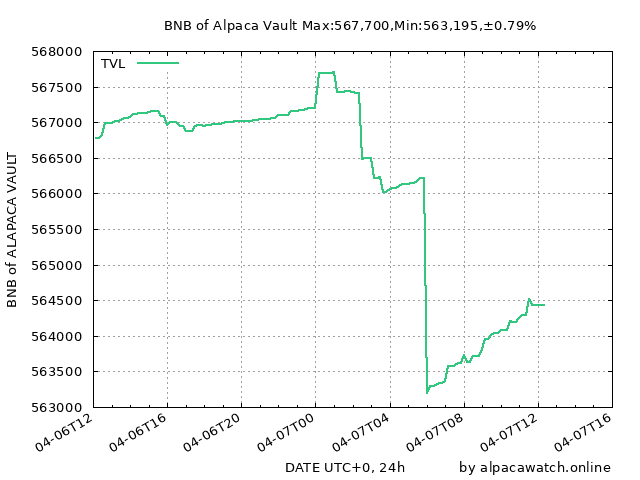 BNB of Alpaca Vault Max:567,700,Min:563,195,±0.79%
568000
567500
567000
566500
566000
565500
565000
564500
564000
563500
563000
TVL
BNB of ALAPACA VAULT
04-06T12
04-06T16
04-06T20
04-07T00
04-07T04
04-07T08
04-07T12
04-07T16
DATE UTC+0, 24h
by alpacawatch.online